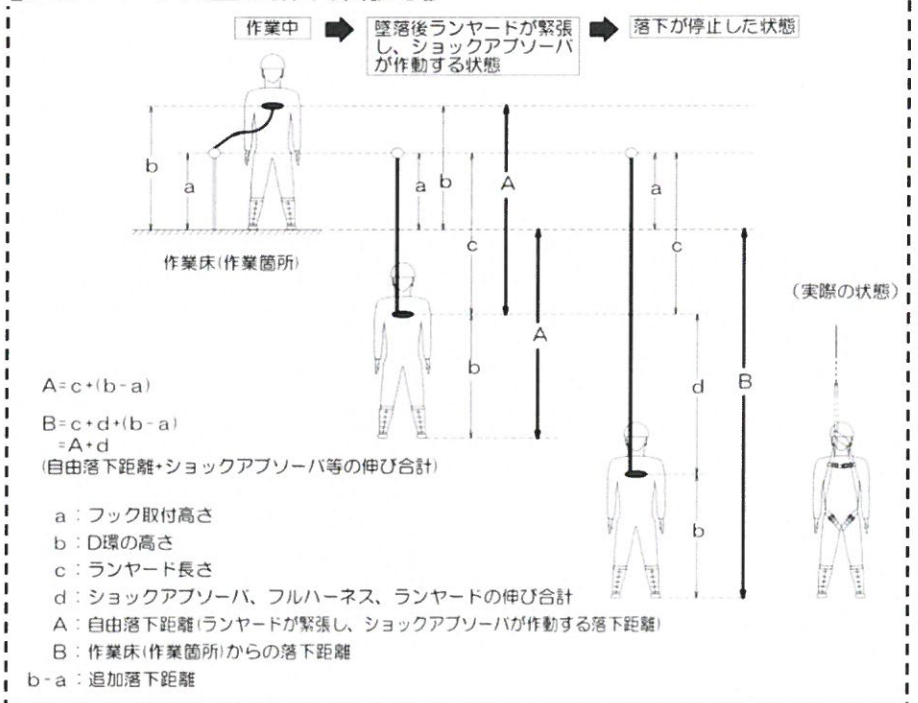 作業中
墜落後ランヤードが緊張
し、ショックアブソーバ
が作動する状態
落下が停止した状態
b
a
a
b
A
c
a
c
作業床(作業箇所)
(実際の状態)
A
b
d
B
b
A=c+(b-a)
B=c+d+(b-a)
=A+d
(自由落下距離+ショックアブソーバ等の伸び合計)
a:フック取付高さ
b:D環の高さ
c:ランヤード長さ
d:ショックアブソーバ、フルハーネス、ランヤードの伸び合計
A:自由落下距離(ランヤードが緊張し、ショックアブソーバが作動する落下距離)
B:作業床(作業箇所)からの落下距離
b-a:追加落下距離